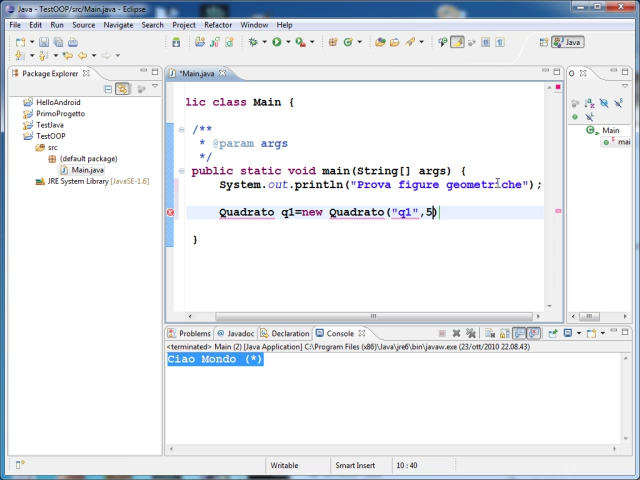 Java - TestOOP/src/Main.java - Eclipse
File Edit Run Source Navigate Search Project Refactor Window Help
Java
Package Explorer
*Main.java
O
HelloAndroid
PrimoProgetto
TestJava
TestOOP
src
(default package)
Main.java
JRE System Library [JavaSE-1.6]
lic class Main {
/**
* @param args
*/
public static void main(String[] args) {
System.out.println("Prova figure geometriche");
Quadrato q1=new Quadrato("q1",5)
}
Main
mai
Problems @ Javadoc Declaration Console
<terminated> Main (2) [Java Application] C:\Program Files (x86)\Java\jre6\bin\javaw.exe (23/ott/2010 22.08.43)
Ciao Mondo (*)
Writable Smart Insert 10 : 40